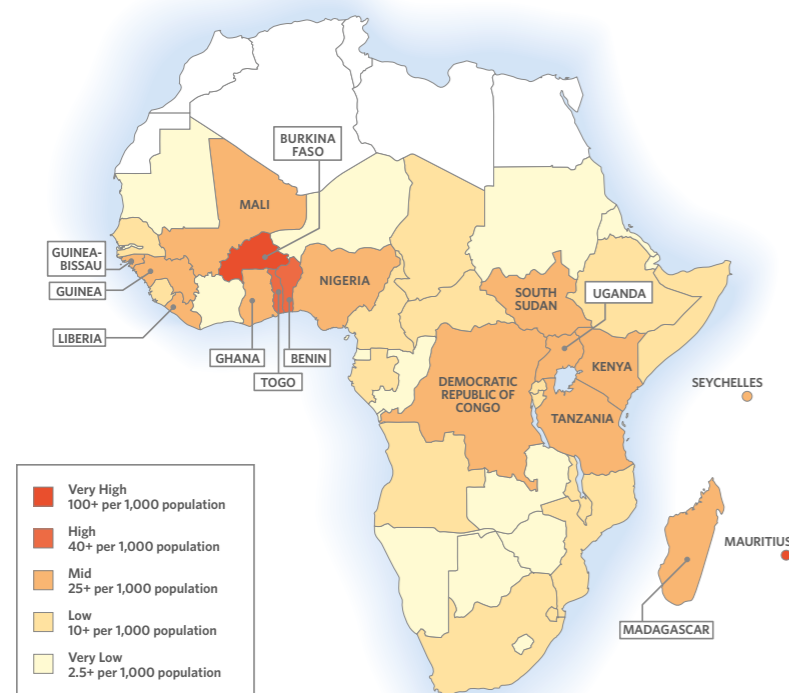 BURKINA
FASO
MALI
GUINEA-
BISSAU
GUINEA
NIGERIA
SOUTH
SUDAN
UGANDA
LIBERIA
GHANA
BENIN
TOGO
KENYA
DEMOCRATIC
REPUBLIC OF
CONGO
SEYCHELLES
TANZANIA
MAURITIUS
MADAGASCAR
Very High
100+ per 1,000 population
High
40+ per 1,000 population
Mid
25+ per 1,000 population
Low
10+ per 1,000 population
Very Low
2.5+ per 1,000 population